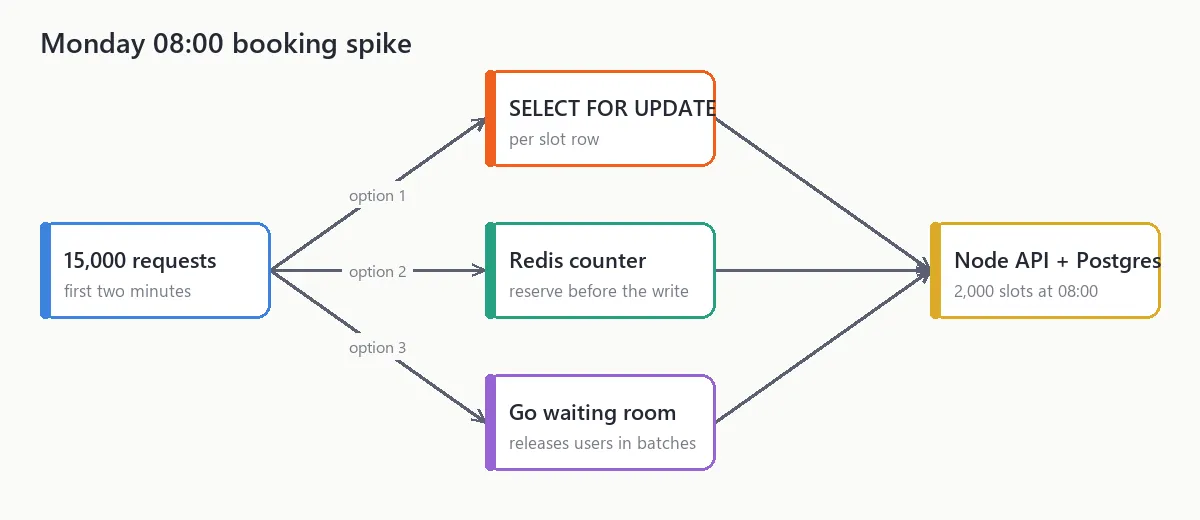 Monday 08:00 booking spike
SELECT FOR UPDATE
per slot row
option 1
15,000 requests
first two minutes
option 2
Redis counter
reserve before the write
Node API + Postgres
2,000 slots at 08:00
option 3
Go waiting room
releases users in batches